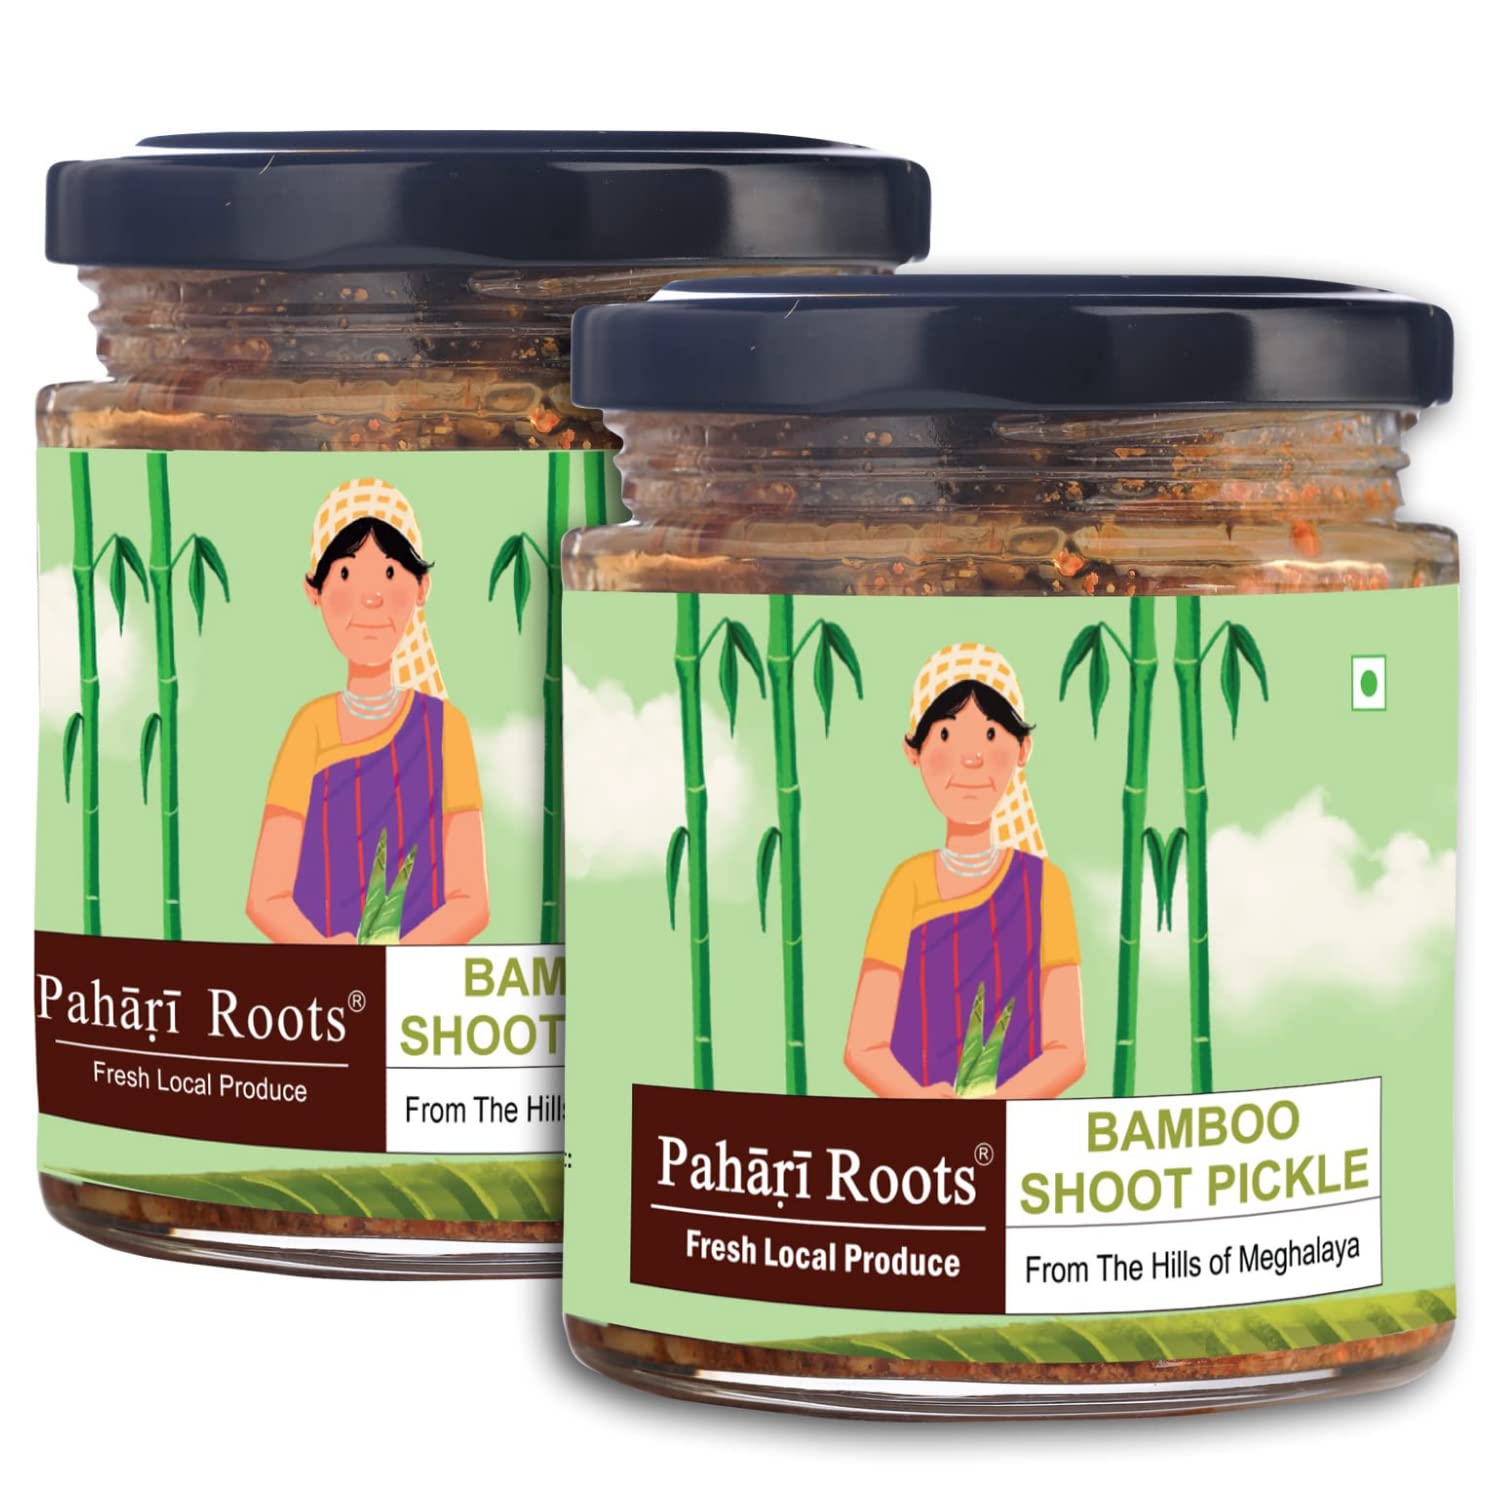 Pahāṛī Roots®
Fresh Local Produce
BAM
SHOOT
From The Hills
Pahāṛī Roots®
Fresh Local Produce
BAMBOO
SHOOT PICKLE
From The Hills of Meghalaya